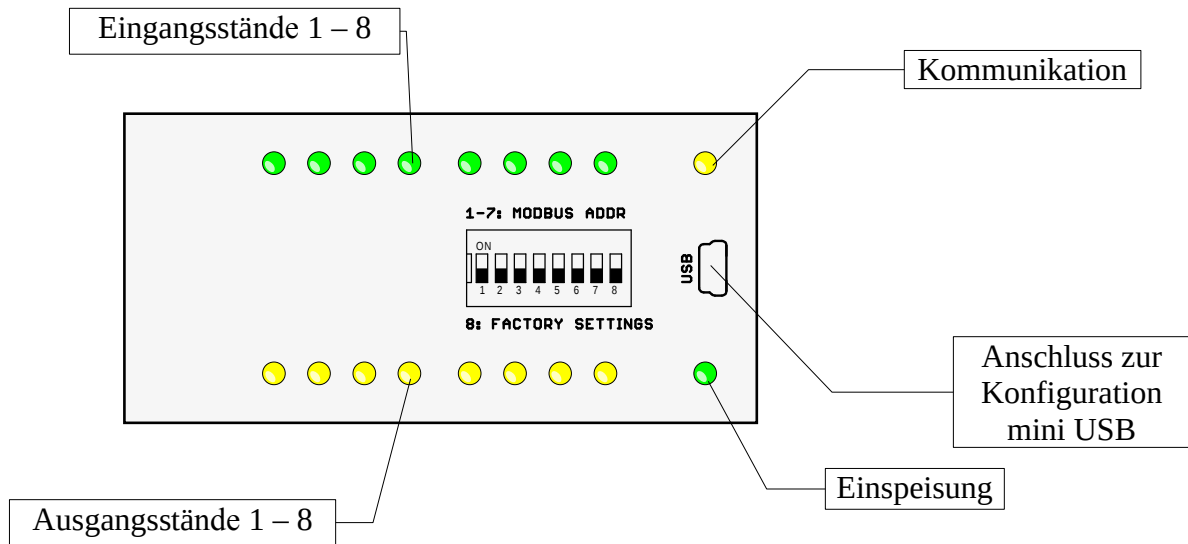 Eingangsstände 1 – 8
Kommunikation
1-7: MODBUS ADDR
ON
1 2 3 4 5 6 7 8
USB
8: FACTORY SETTINGS
Anschluss zur
Konfiguration
mini USB
Einspeisung
Ausgangsstände 1 – 8